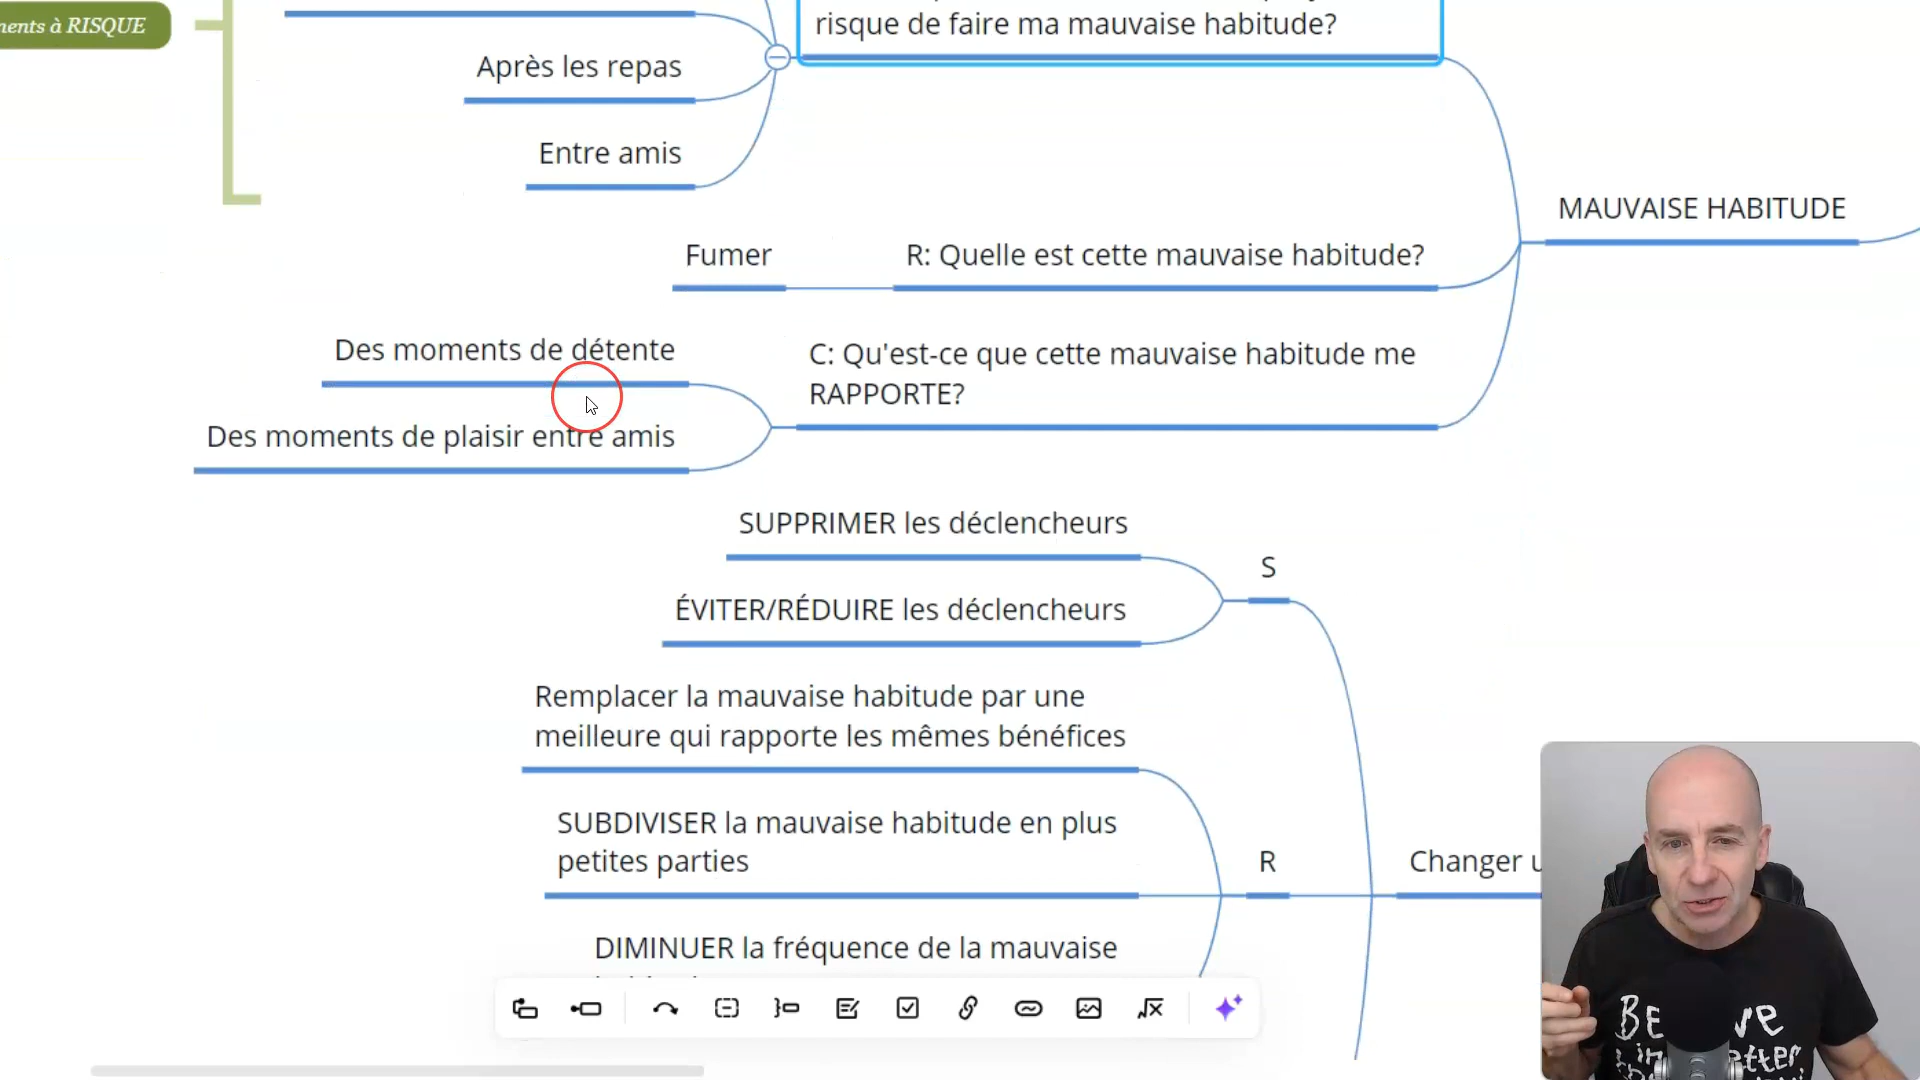 ments à RISQUE
risque de faire ma mauvaise habitude?
Après les repas
Entre amis
MAUVAISE HABITUDE
Fumer
R: Quelle est cette mauvaise habitude?
Des moments de détente
Des moments de plaisir entre amis
C: Qu'est-ce que cette mauvaise habitude me
RAPPORTE?
SUPPRIMER les déclencheurs
ÉVITER/RÉDUIRE les déclencheurs
S
Remplacer la mauvaise habitude par une
meilleure qui rapporte les mêmes bénéfices
SUBDIVISER la mauvaise habitude en plus
petites parties
R
Changer
DIMINUER la fréquence de la mauvaise